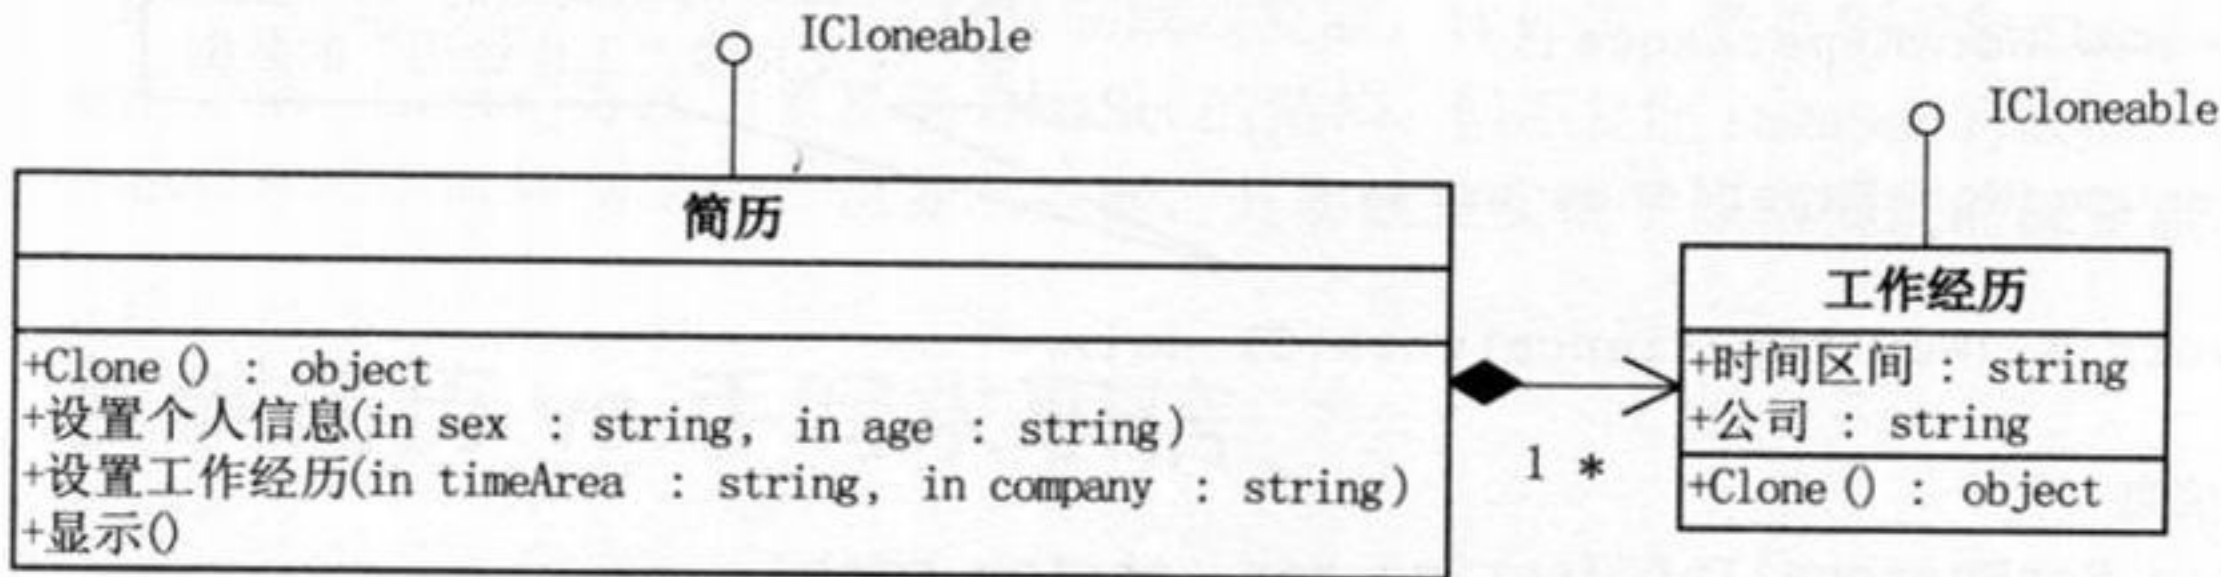 ICloneable
简历
+Clone () : object
+设置个人信息(in sex : string, in age : string)
+设置工作经历(in timeArea : string, in company : string)
+显示()
1 *
ICloneable
工作经历
+时间区间 : string
+公司 : string
+Clone () : object